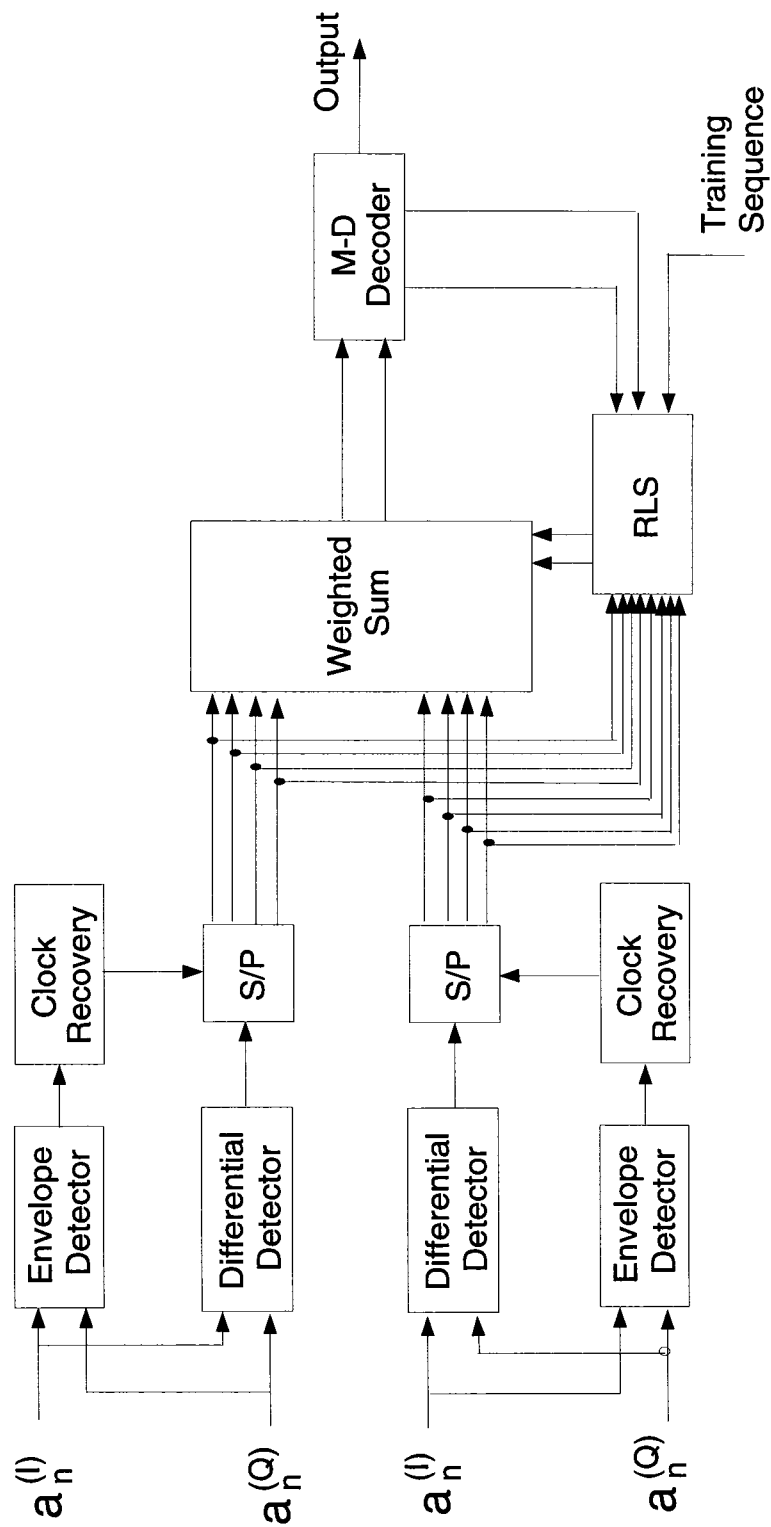 a_n^(I)
Envelope
Detector
Clock
Recovery
a_n^(Q)
Differential
Detector
S/P
Weighted
Sum
M-D
Decoder
Output
a_n^(I)
Differential
Detector
S/P
a_n^(Q)
Envelope
Detector
Clock
Recovery
RLS
Training
Sequence